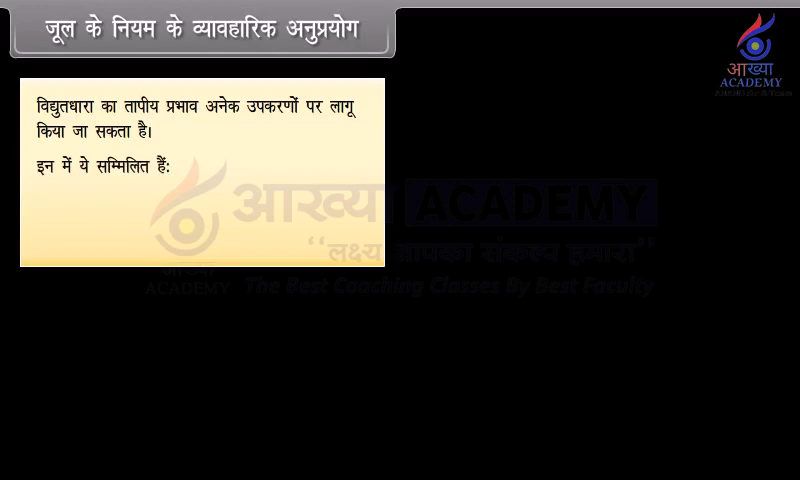 जूल के नियम के व्यावहारिक अनुप्रयोग
आख्या
ACADEMY
विद्युतधारा का तापीय प्रभाव अनेक उपकरणों पर लागू
किया जा सकता है।
इन में ये सम्मिलित हैं:
आख्या ACADEMY
“लक्ष्य आपका संकल्प हमारा”
आख्या
ACADEMY
The Best Coaching Classes By Best Faculty